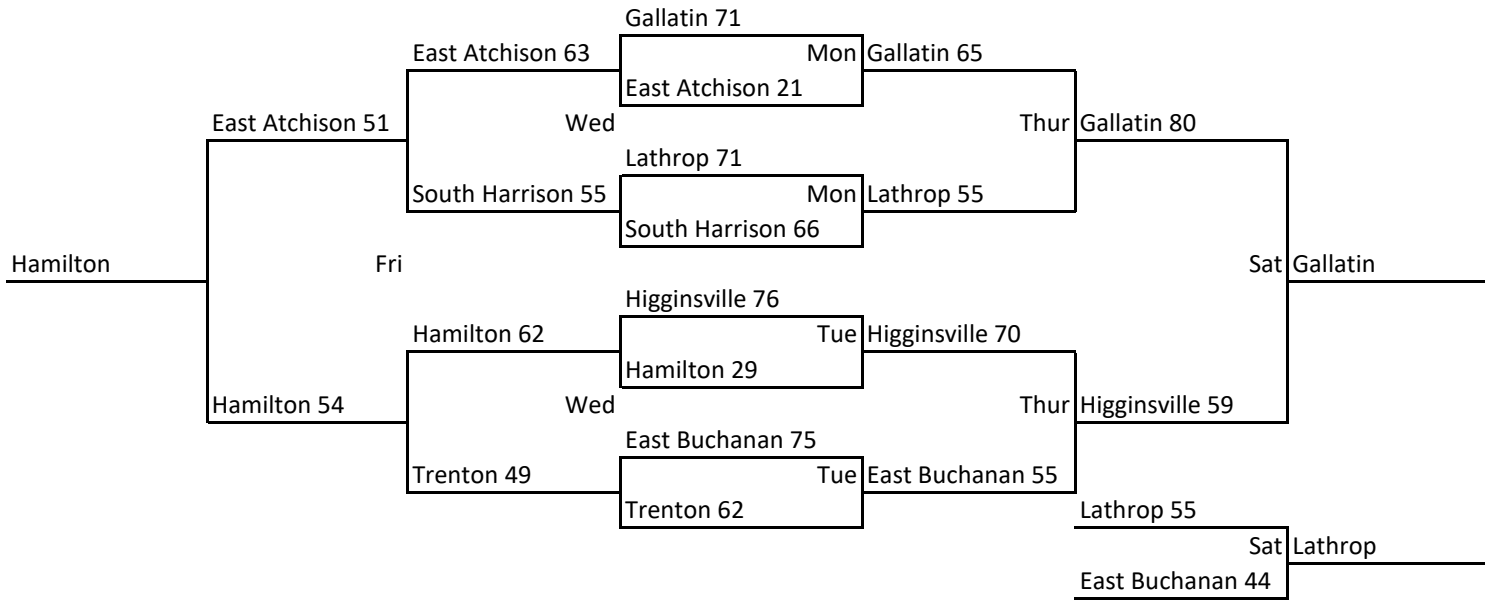 Gallatin 71
East Atchison 63
Mon
Gallatin 65
East Atchison 21
East Atchison 51
Wed
Thur
Gallatin 80
Lathrop 71
South Harrison 55
Mon
Lathrop 55
South Harrison 66
Hamilton
Fri
Sat
Gallatin
Higginsville 76
Hamilton 62
Tue
Higginsville 70
Hamilton 29
Hamilton 54
Wed
Thur
Higginsville 59
East Buchanan 75
Trenton 49
Tue
East Buchanan 55
Trenton 62
Lathrop 55
Sat
Lathrop
East Buchanan 44